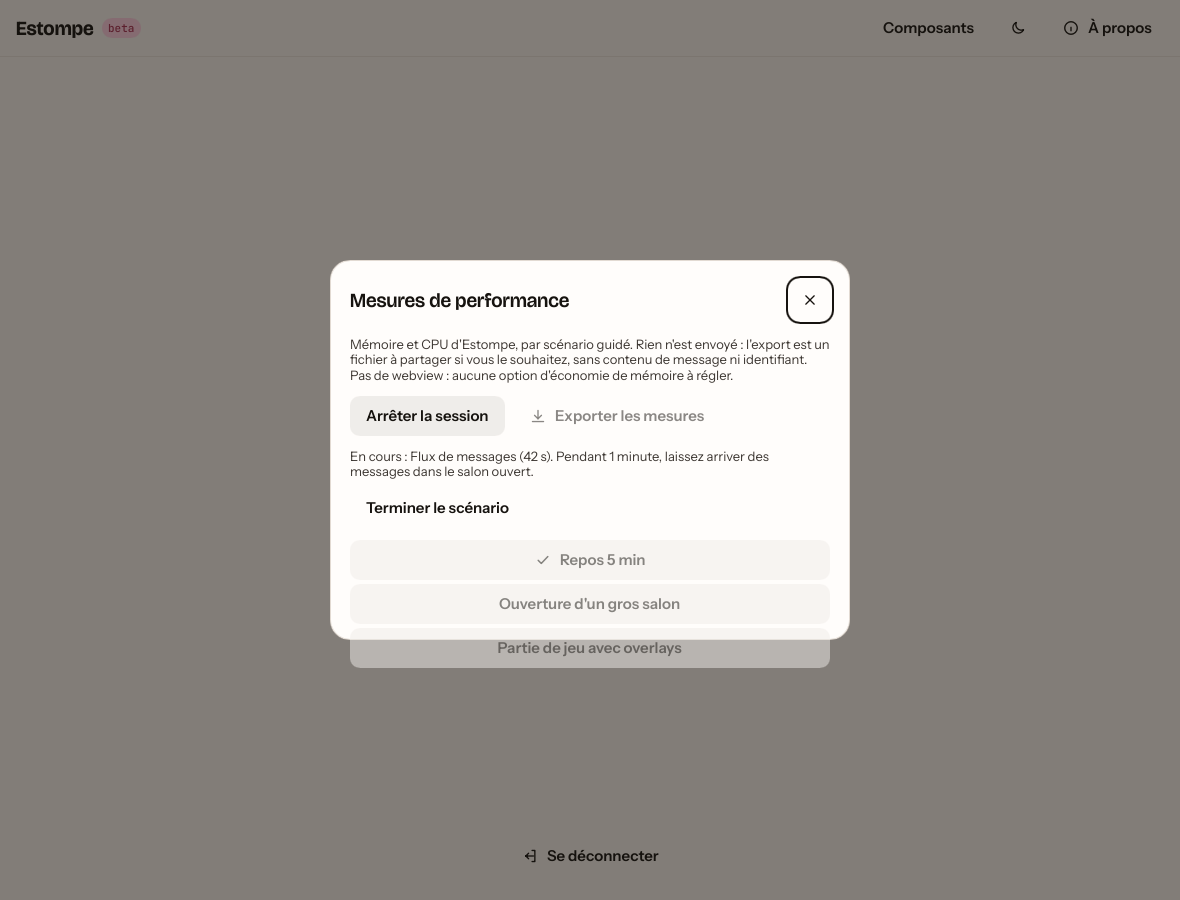 Estompe beta
Composants
À propos
Mesures de performance
Mémoire et CPU d'Estompe, par scénario guidé. Rien n'est envoyé : l'export est un
fichier à partager si vous le souhaitez, sans contenu de message ni identifiant.
Pas de webview : aucune option d'économie de mémoire à régler.
Arrêter la session
Exporter les mesures
En cours : Flux de messages (42 s). Pendant 1 minute, laissez arriver des
messages dans le salon ouvert.
Terminer le scénario
Repos 5 min
Ouverture d'un gros salon
Partie de jeu avec overlays
Se déconnecter